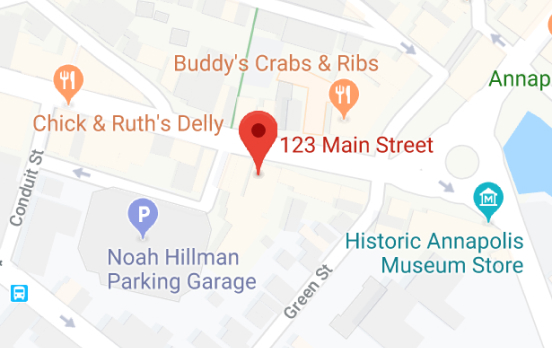 Buddy's Crabs & Ribs
Annap
Chick & Ruth's Delly
123 Main Street
Conduit St
P
Noah Hillman
Parking Garage
Historic Annapolis
Museum Store
Green St